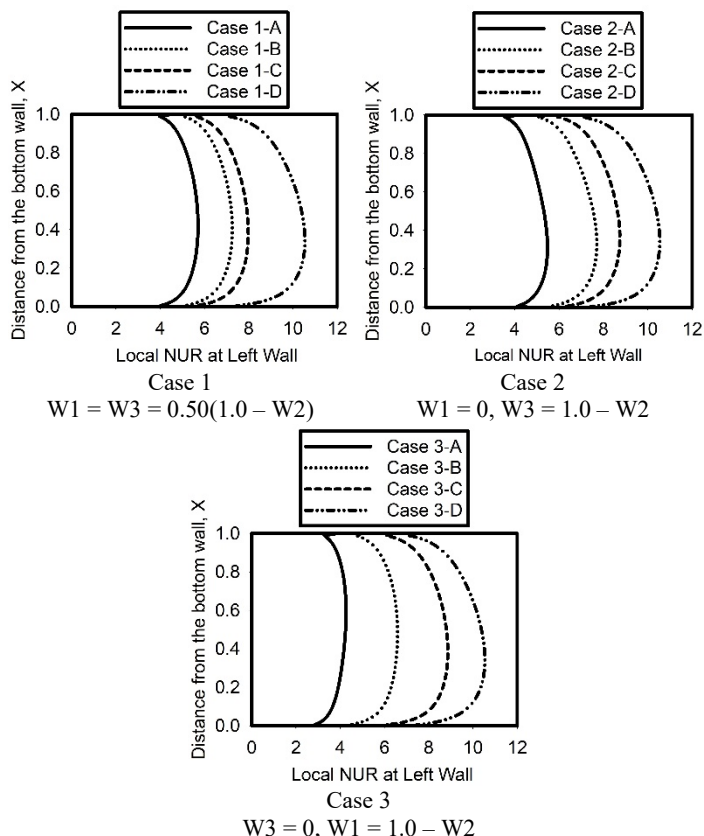 Case 1-A
Case 1-B
Case 1-C
Case 1-D
Distance from the bottom wall, X
1.0
0.8
0.6
0.4
0.2
0.0
0 2 4 6 8 10 12
Local NUR at Left Wall
Case 1
W1 = W3 = 0.50(1.0 – W2)
Case 2-A
Case 2-B
Case 2-C
Case 2-D
Distance from the bottom wall, X
1.0
0.8
0.6
0.4
0.2
0.0
0 2 4 6 8 10 12
Local NUR at Left Wall
Case 2
W1 = 0, W3 = 1.0 – W2
Case 3-A
Case 3-B
Case 3-C
Case 3-D
Distance from the bottom wall, X
1.0
0.8
0.6
0.4
0.2
0.0
0 2 4 6 8 10 12
Local NUR at Left Wall
Case 3
W3 = 0, W1 = 1.0 – W2